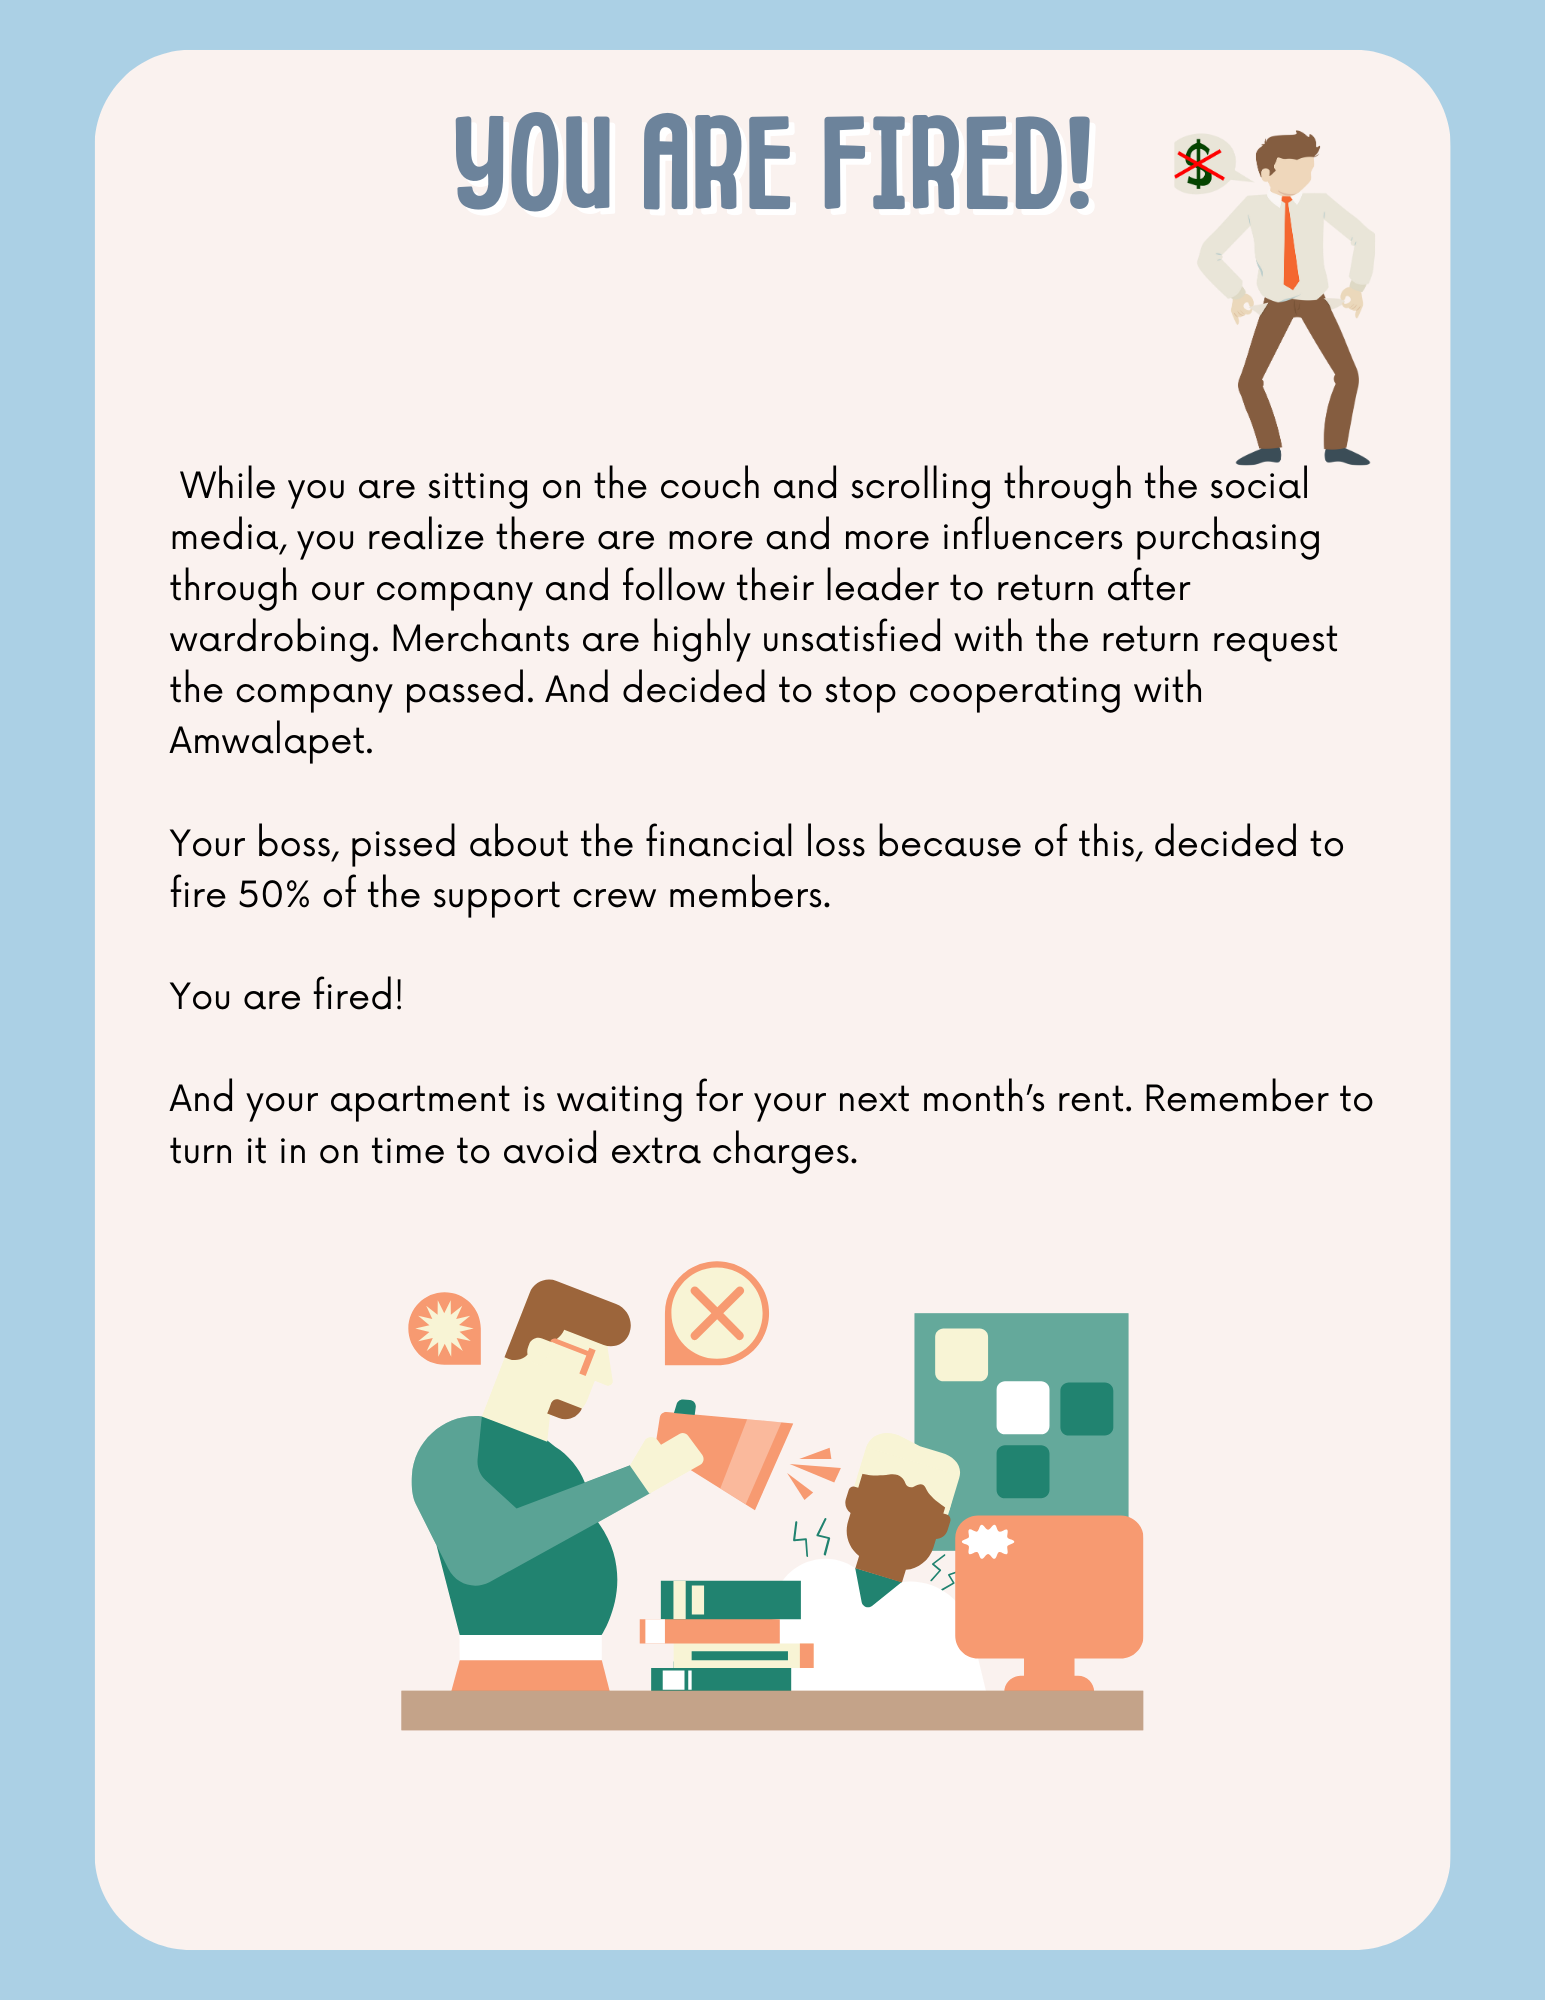 YOU ARE FIRED!
$
While you are sitting on the couch and scrolling through the social
media, you realize there are more and more influencers purchasing
through our company and follow their leader to return after
wardrobing. Merchants are highly unsatisfied with the return request
the company passed. And decided to stop cooperating with
Amwalapet.
Your boss, pissed about the financial loss because of this, decided to
fire 50% of the support crew members.
You are fired!
And your apartment is waiting for your next month’s rent. Remember to
turn it in on time to avoid extra charges.